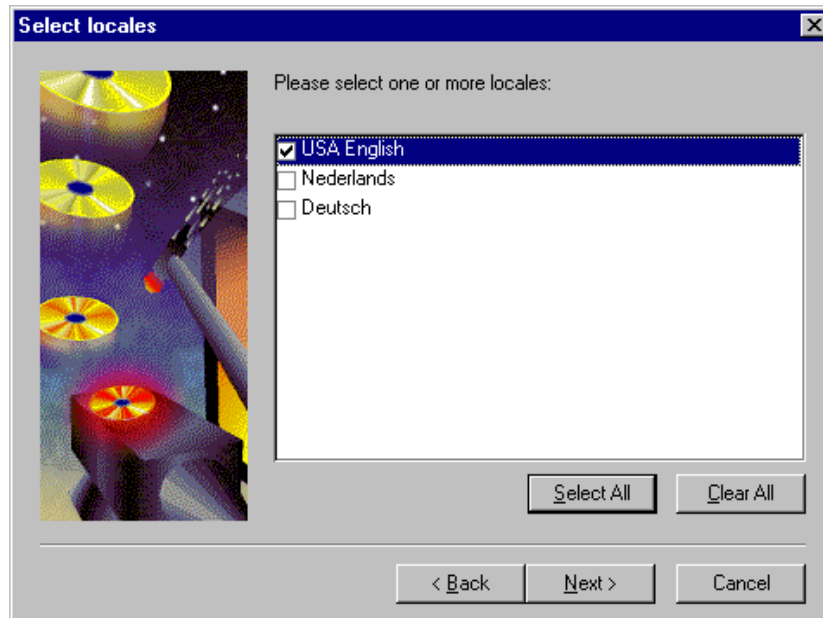 Select locales
Please select one or more locales:
USA English
Nederlands
Deutsch
Select All
Clear All
< Back
Next >
Cancel